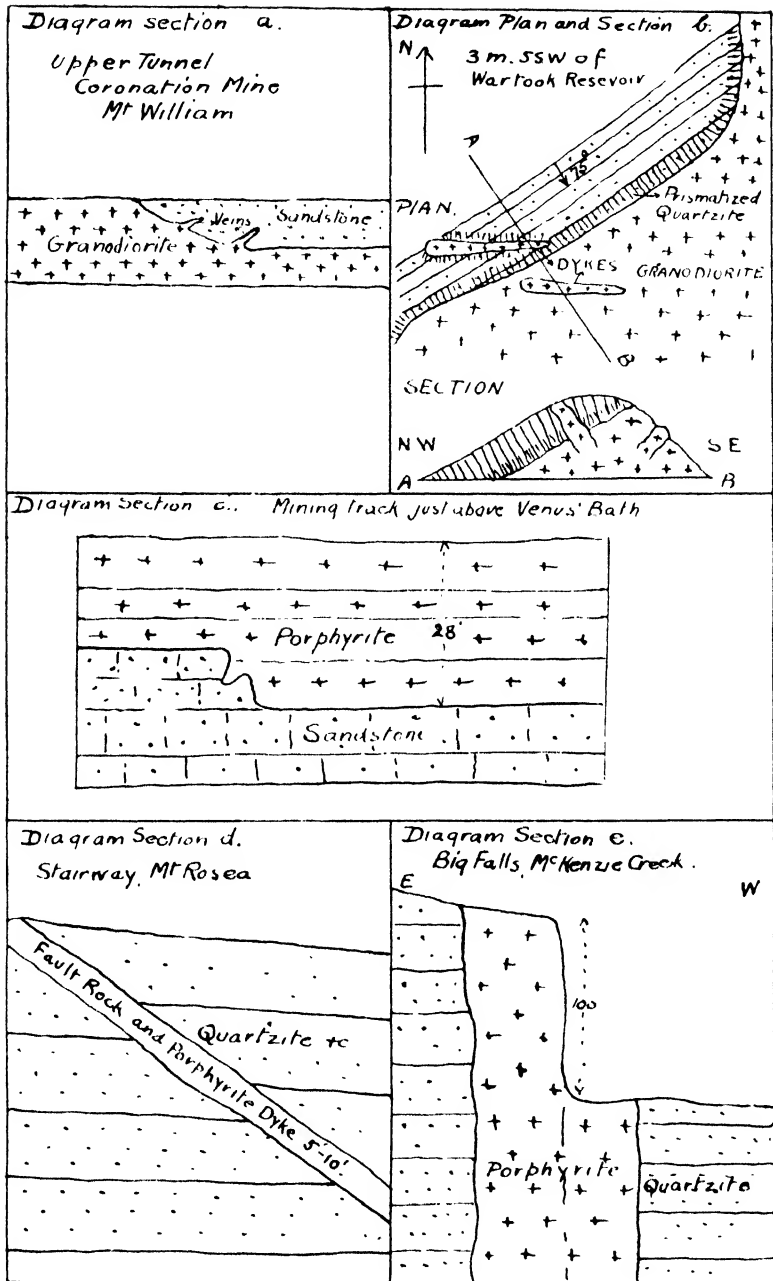 Diagram section a.
Upper Tunnel
Coronation Mine
Mt William
Veins
Sandstone
Granodiorite
Diagram Plan and Section b.
N
3 m. SSW of
Wartook Reservoir
A
75°
PLAN.
Prismatized
Quartzite
DYKES
GRANODIORITE
B
SECTION
NW
SE
A
B
Diagram Section c.. Mining track just above Venus' Bath
Porphyrite
28'
Sandstone
Diagram Section d.
Stairway, Mt Rosea
Fault Rock and Porphyrite Dyke 5'-10'.
Quartzite +c
Diagram Section e.
Big Falls, McKenzie Creek.
E
W
100
Porphyrite
Quartzite